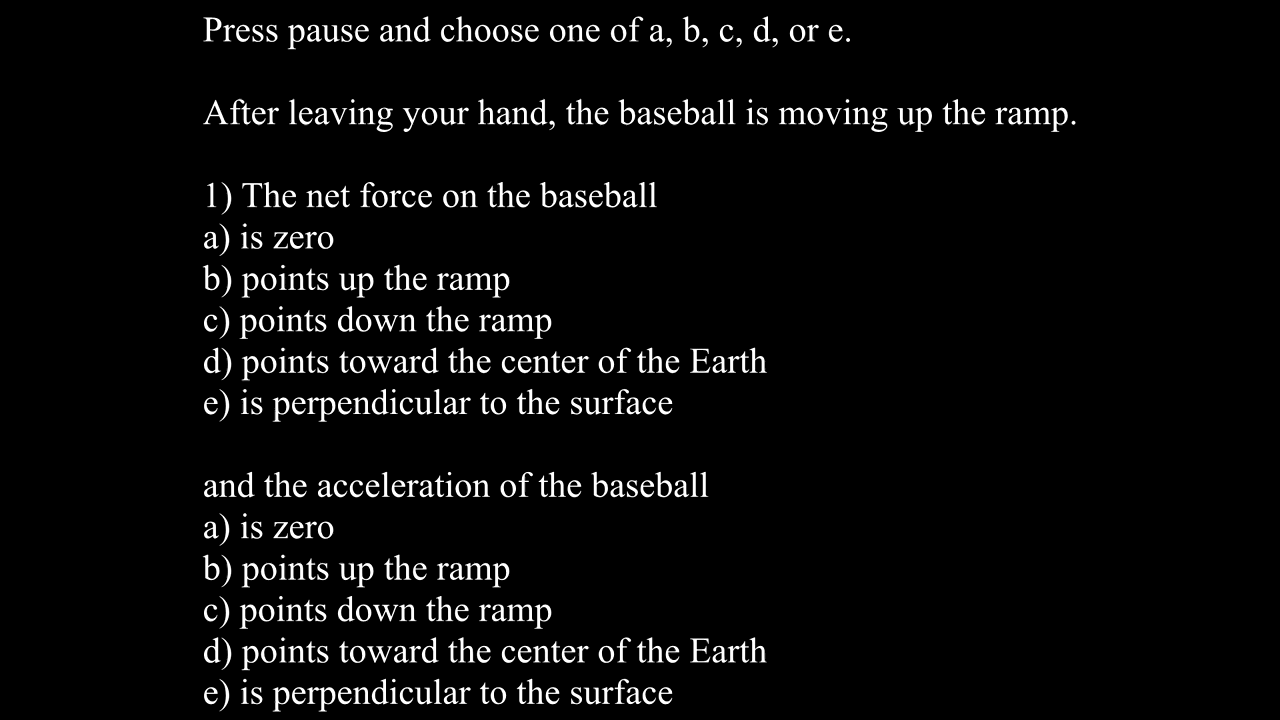 Press pause and choose one of a, b, c, d, or e.
After leaving your hand, the baseball is moving up the ramp.
1) The net force on the baseball
a) is zero
b) points up the ramp
c) points down the ramp
d) points toward the center of the Earth
e) is perpendicular to the surface
and the acceleration of the baseball
a) is zero
b) points up the ramp
c) points down the ramp
d) points toward the center of the Earth
e) is perpendicular to the surface